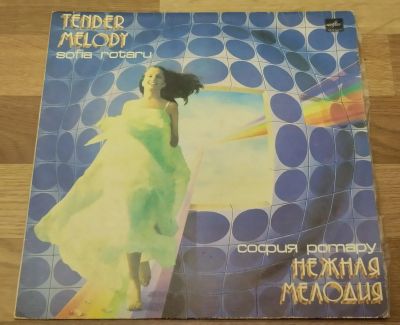 TENDER
MELODY
sofia rotaru
София Ротару
НЕЖНАЯ
МЕЛОДИЯ